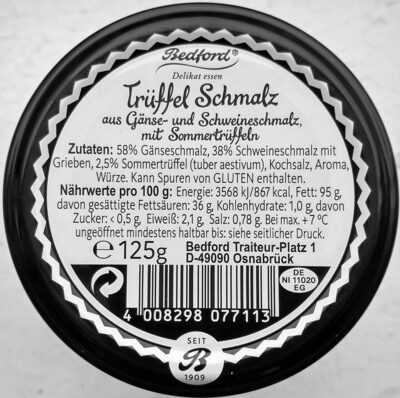 Bedford®
Delikat essen
Trüffel Schmalz
aus Gänse- und Schweineschmalz,
mit Sommertrüffeln
Zutaten: 58% Gänseschmalz, 38% Schweineschmalz mit
Grieben, 2,5% Sommertrüffel (tuber aestivum), Kochsalz, Aroma,
Würze. Kann Spuren von GLUTEN enthalten.
Nährwerte pro 100 g: Energie: 3568 kJ/867 kcal, Fett: 95 g,
davon gesättigte Fettsäuren: 36 g, Kohlenhydrate: 1,0 g, davon
Zucker: < 0,5 g, Eiweiß: 2,1 g, Salz: 0,78 g. Bei max. + 7 °C
ungeöffnet mindestens haltbar bis: siehe seitlicher Druck.
℮ 125g
Bedford Traiteur-Platz 1
D-49090 Osnabrück
DE
NI 11020
EG
4 008298 077113
SEIT
B
1909